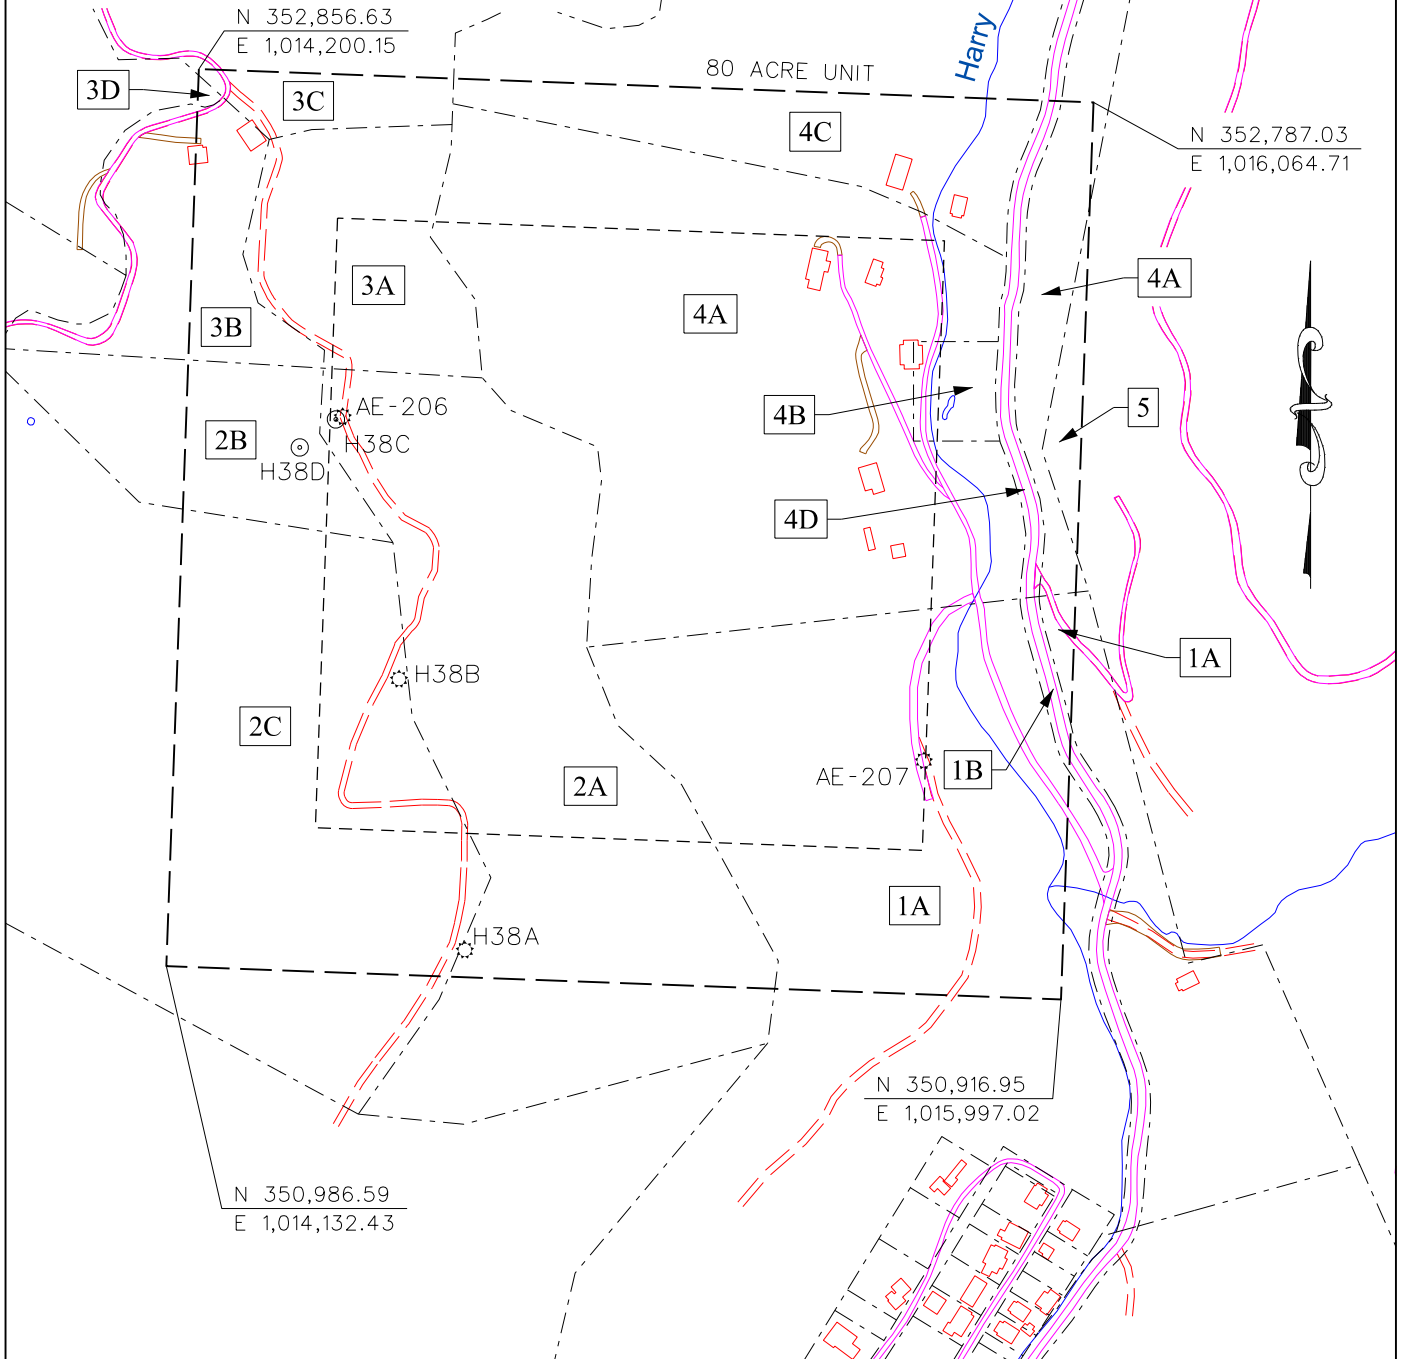 N 352,856.63
E 1,014,200.15
Harry
80 ACRE UNIT
3D
3C
4C
N 352,787.03
E 1,016,064.71
3A
4A
4A
3B
AE-206
4B
5
2B
H38C
H38D
4D
1A
H38B
2C
1B
AE-207
2A
1A
H38A
N 350,916.95
E 1,015,997.02
N 350,986.59
E 1,014,132.43